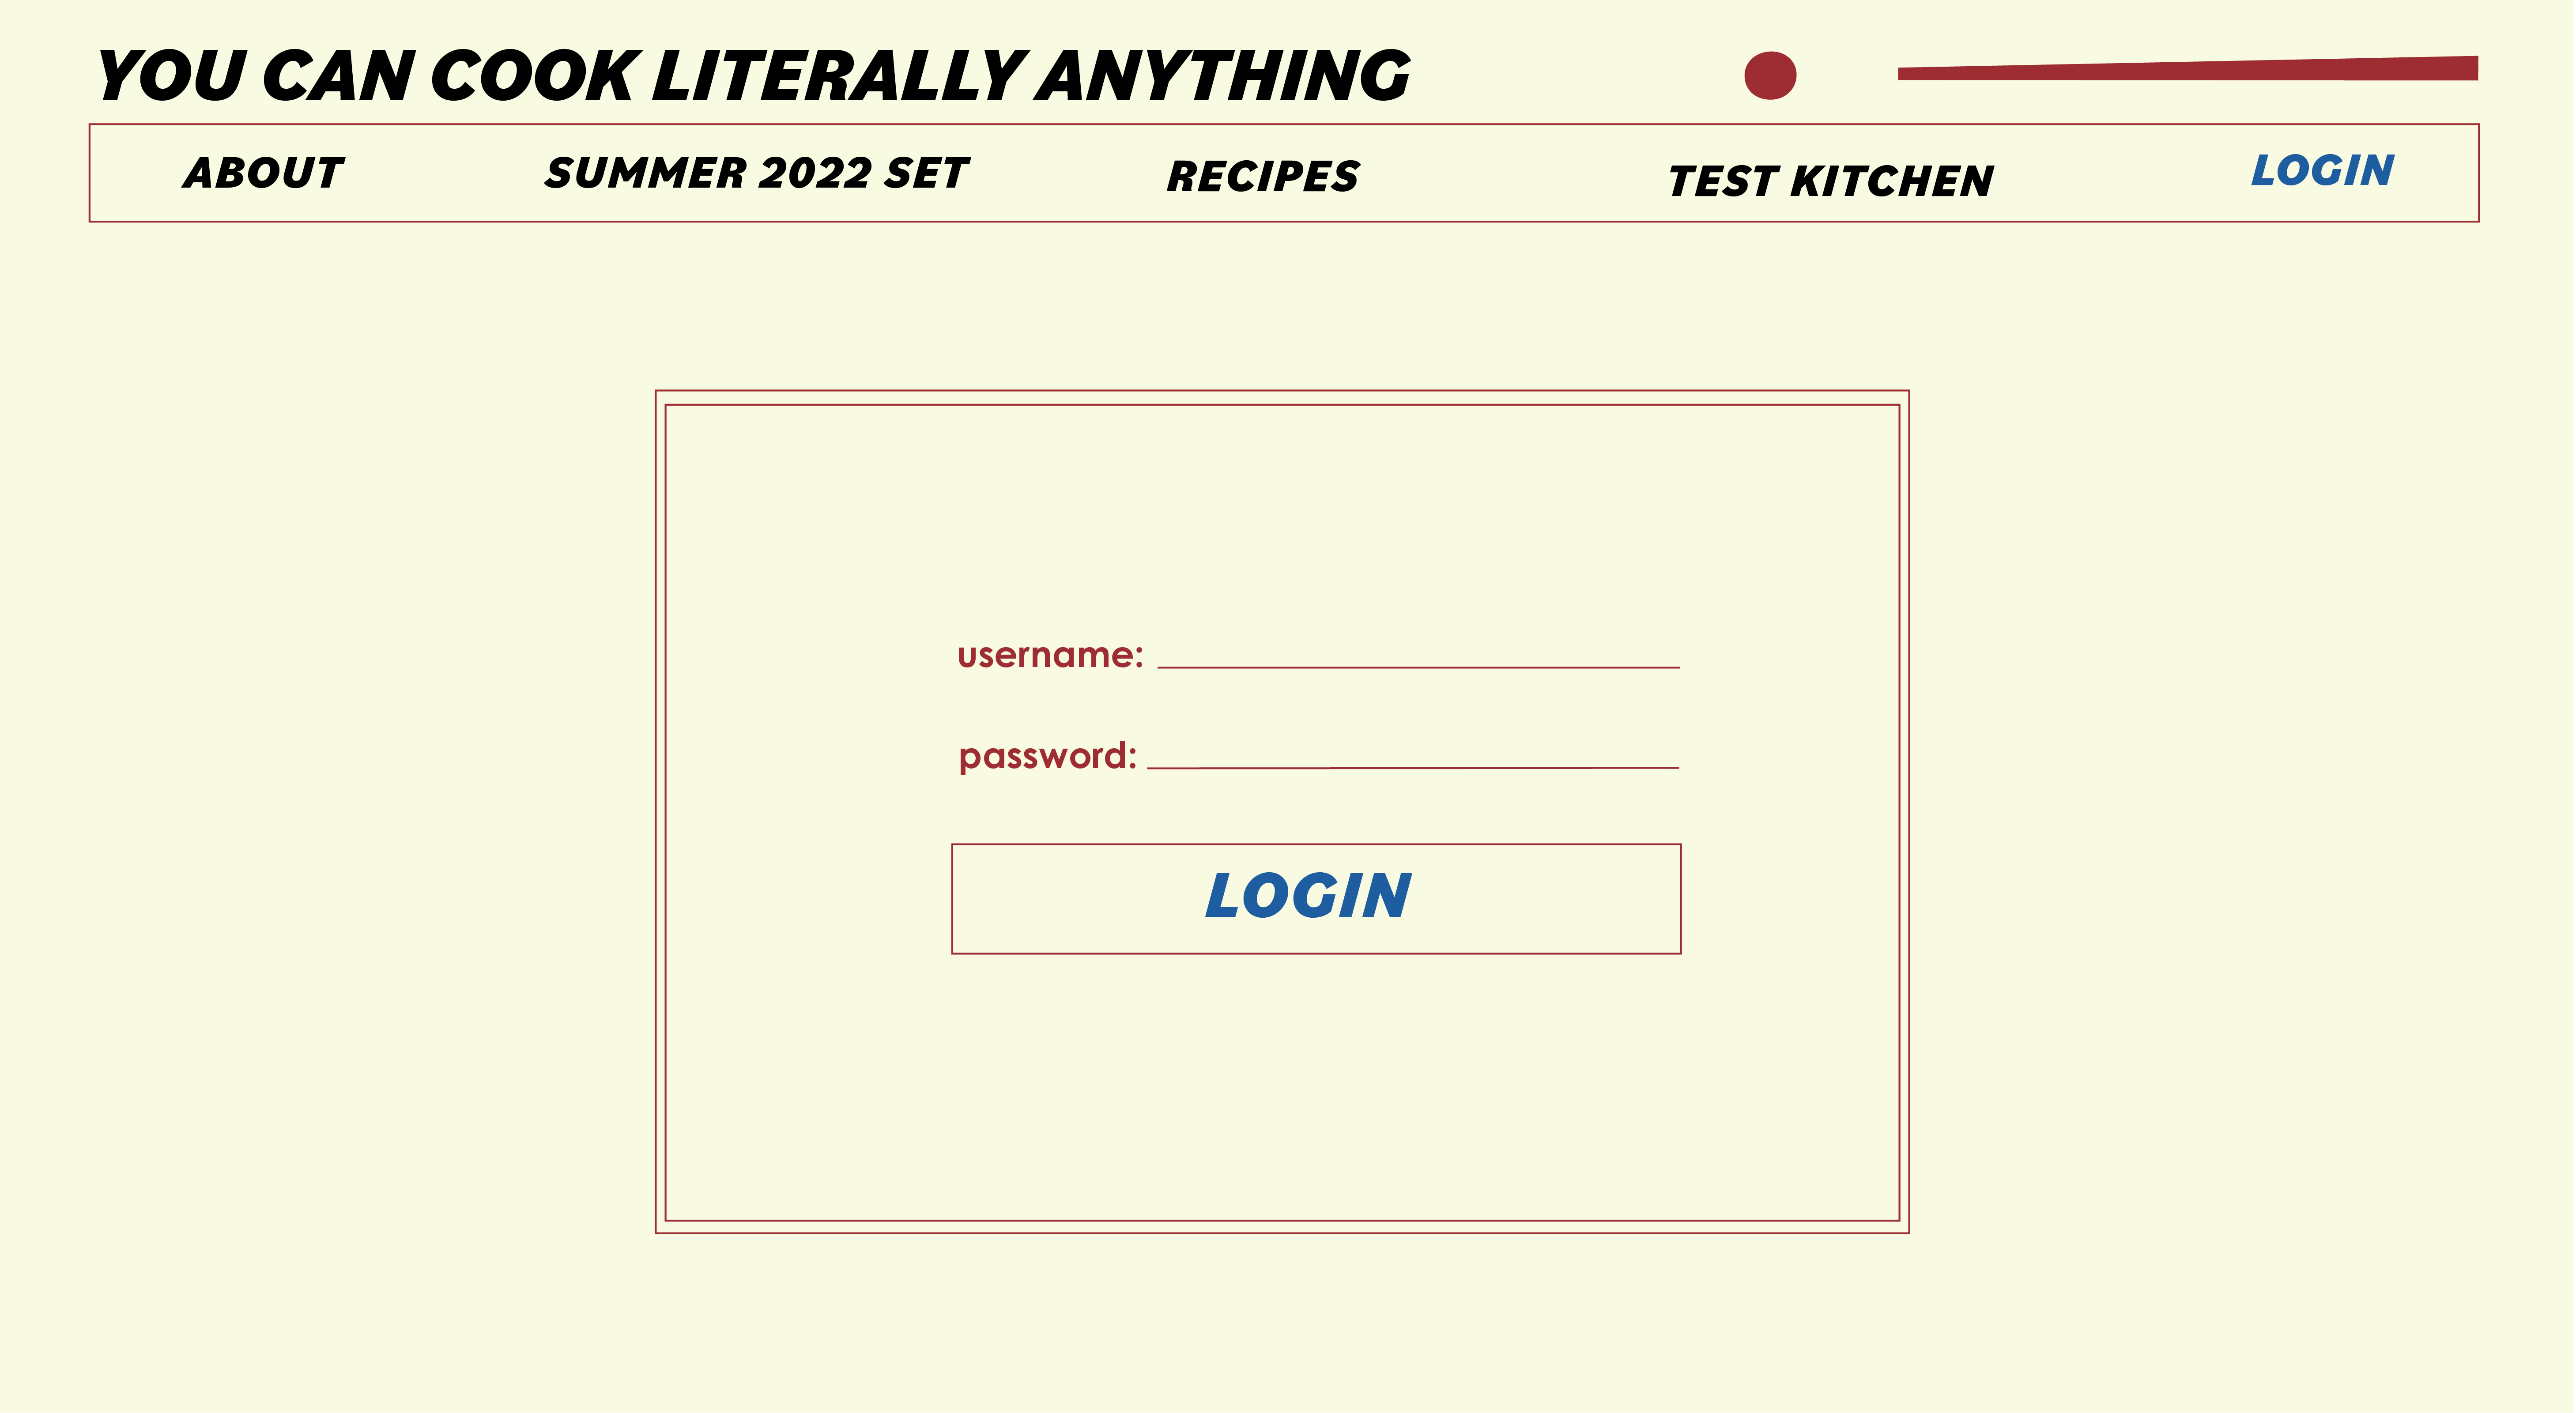 YOU CAN COOK LITERALLY ANYTHING
ABOUT SUMMER 2022 SET RECIPES TEST KITCHEN LOGIN
username:
password:
LOGIN